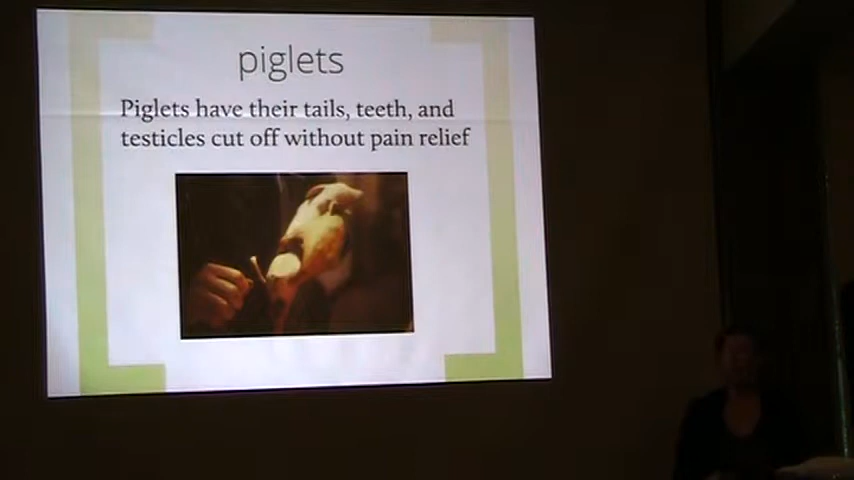 piglets
Piglets have their tails, teeth, and
testicles cut off without pain relief